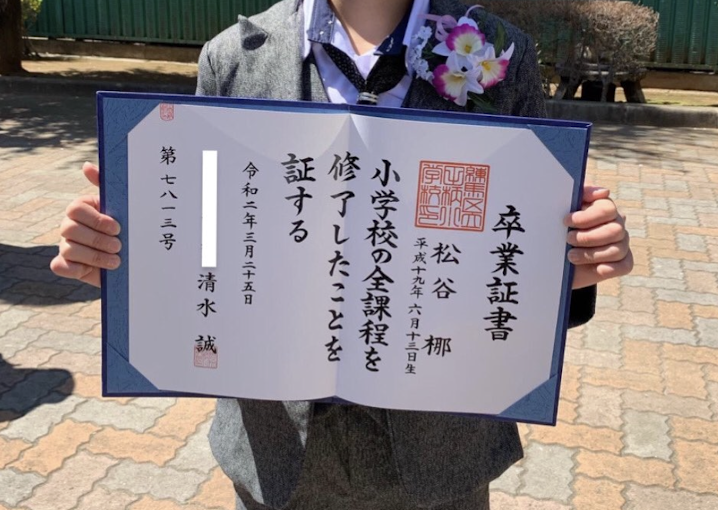 卒業証書
松谷 梛
平成十九年 六月十三日生
小学校の全課程を
修了したことを
証する
令和二年三月二十五日
清水 誠
第七八一三号